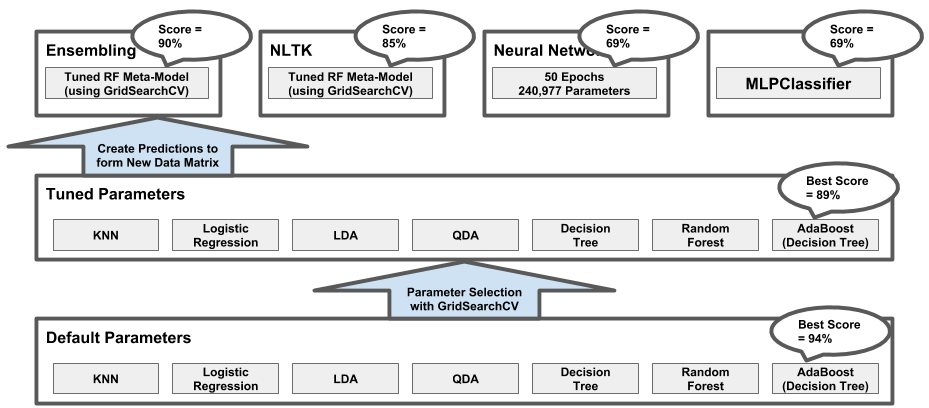 Score =
90%
Ensembling
Tuned RF Meta-Model
(using GridSearchCV)
Score =
85%
NLTK
Tuned RF Meta-Model
(using GridSearchCV)
Score =
69%
Neural Netwo
50 Epochs
240,977 Parameters
Score =
69%
MLPClassifier
Create Predictions to
form New Data Matrix
Tuned Parameters
Best Score
= 89%
KNN
Logistic
Regression
LDA
QDA
Decision
Tree
Random
Forest
AdaBoost
(Decision Tree)
Parameter Selection
with GridSearchCV
Default Parameters
Best Score
= 94%
KNN
Logistic
Regression
LDA
QDA
Decision
Tree
Random
Forest
AdaBoost
(Decision Tree)